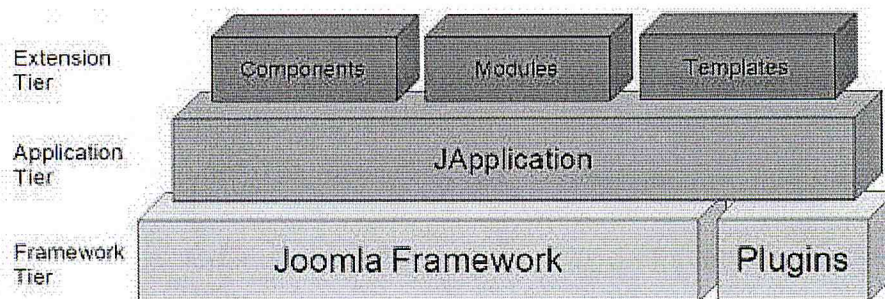 Extension
Tier
Components
Modules
Templates
Application
Tier
JApplication
Framework
Tier
Joomla Framework
Plugins